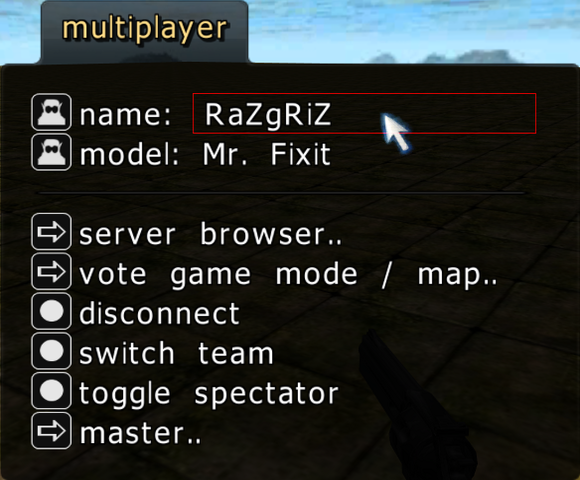 multiplayer
name: RaZgRiZ
model: Mr. Fixit
server browser..
vote game mode / map..
disconnect
switch team
toggle spectator
master..